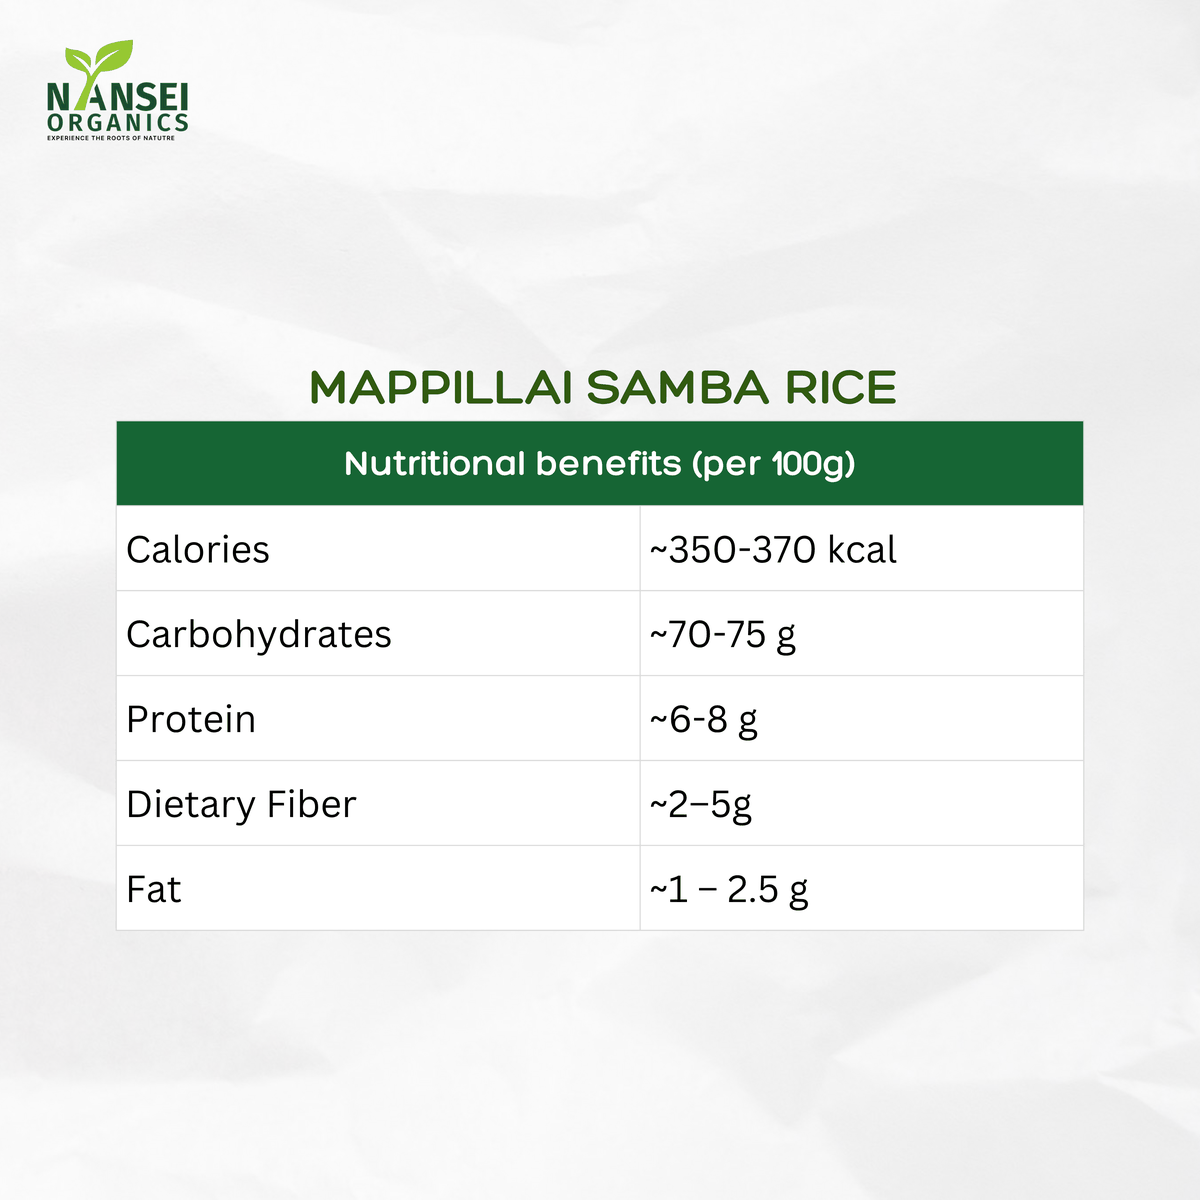 NANSEI
ORGANICS
EXPERIENCE THE ROOTS OF NATUTRE
MAPPILLAI SAMBA RICE
Nutritional benefits (per 100g)
Calories ~350-370 kcal
Carbohydrates ~70-75 g
Protein ~6-8 g
Dietary Fiber ~2–5g
Fat ~1 – 2.5 g